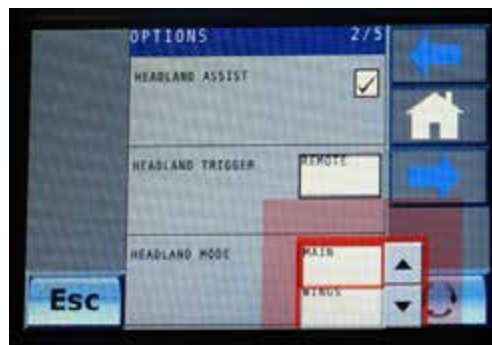 OPTIONS 2/5
HEADLAND ASSIST
HEADLAND TRIGGER REMOTE
HEADLAND MODE MAIN
WINGS
Esc